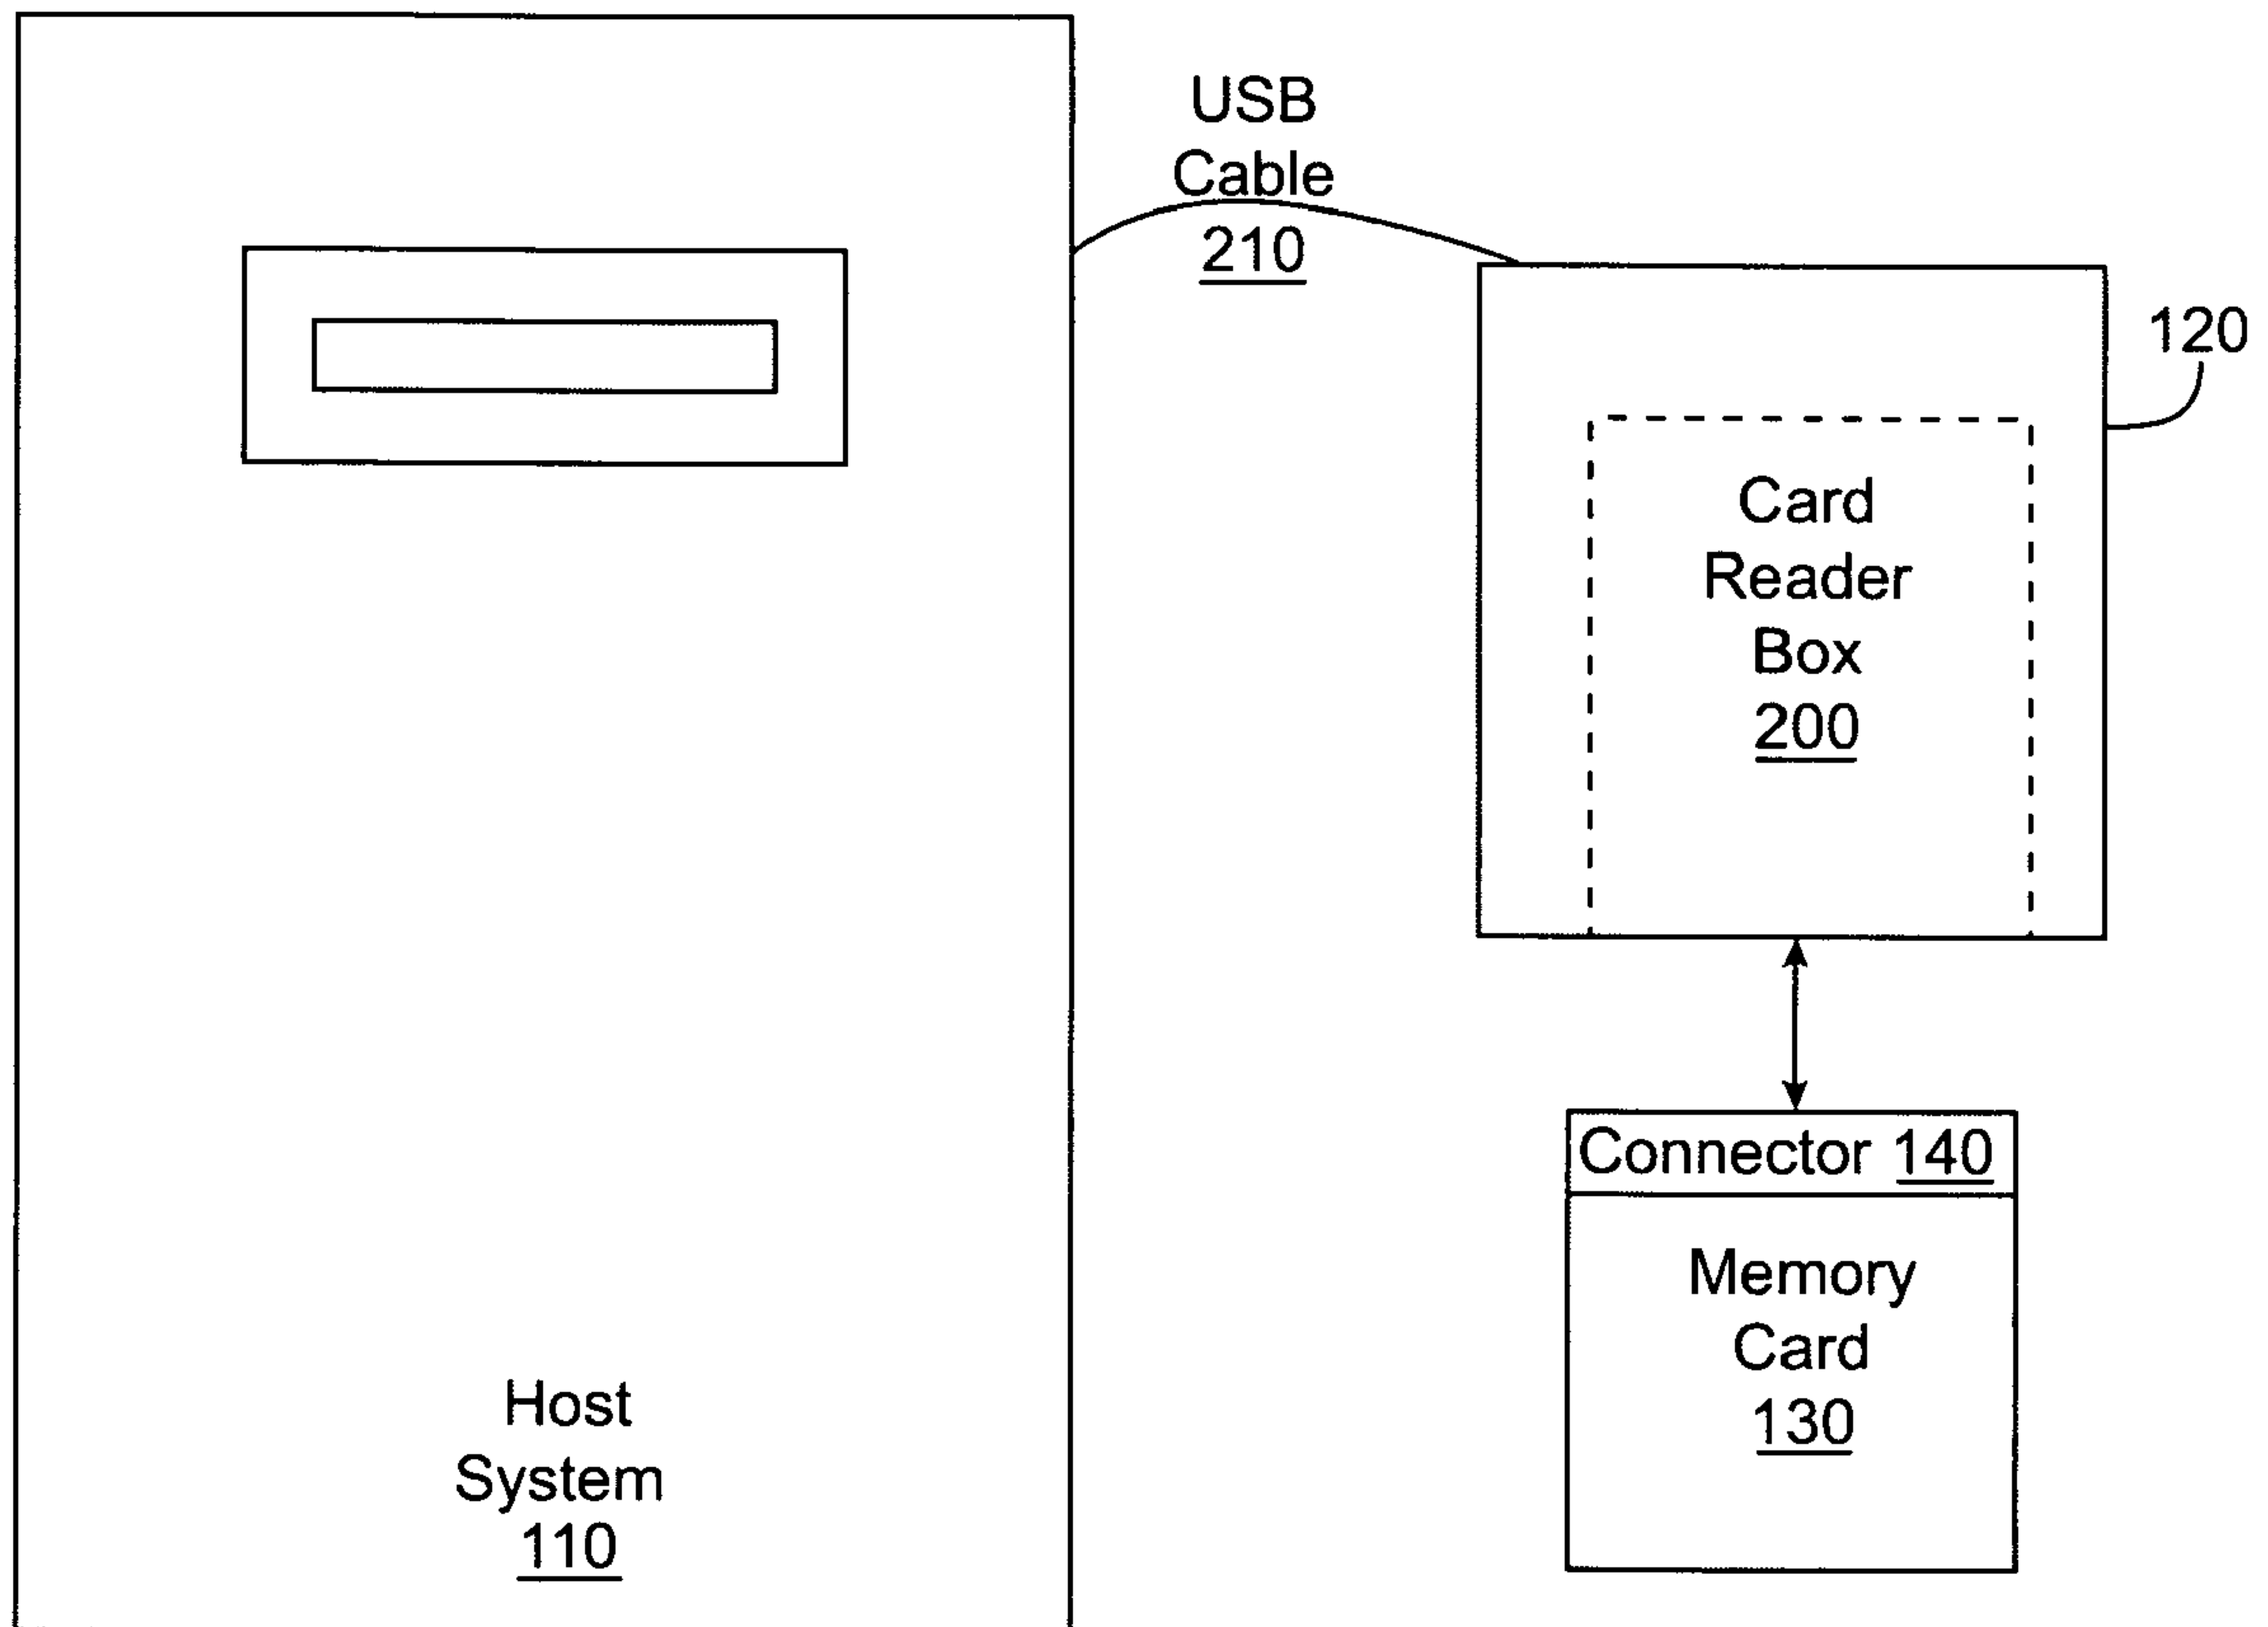 USB
Cable
210
120
Card
Reader
Box
200
Connector 140
Memory
Card
130
Host
System
110